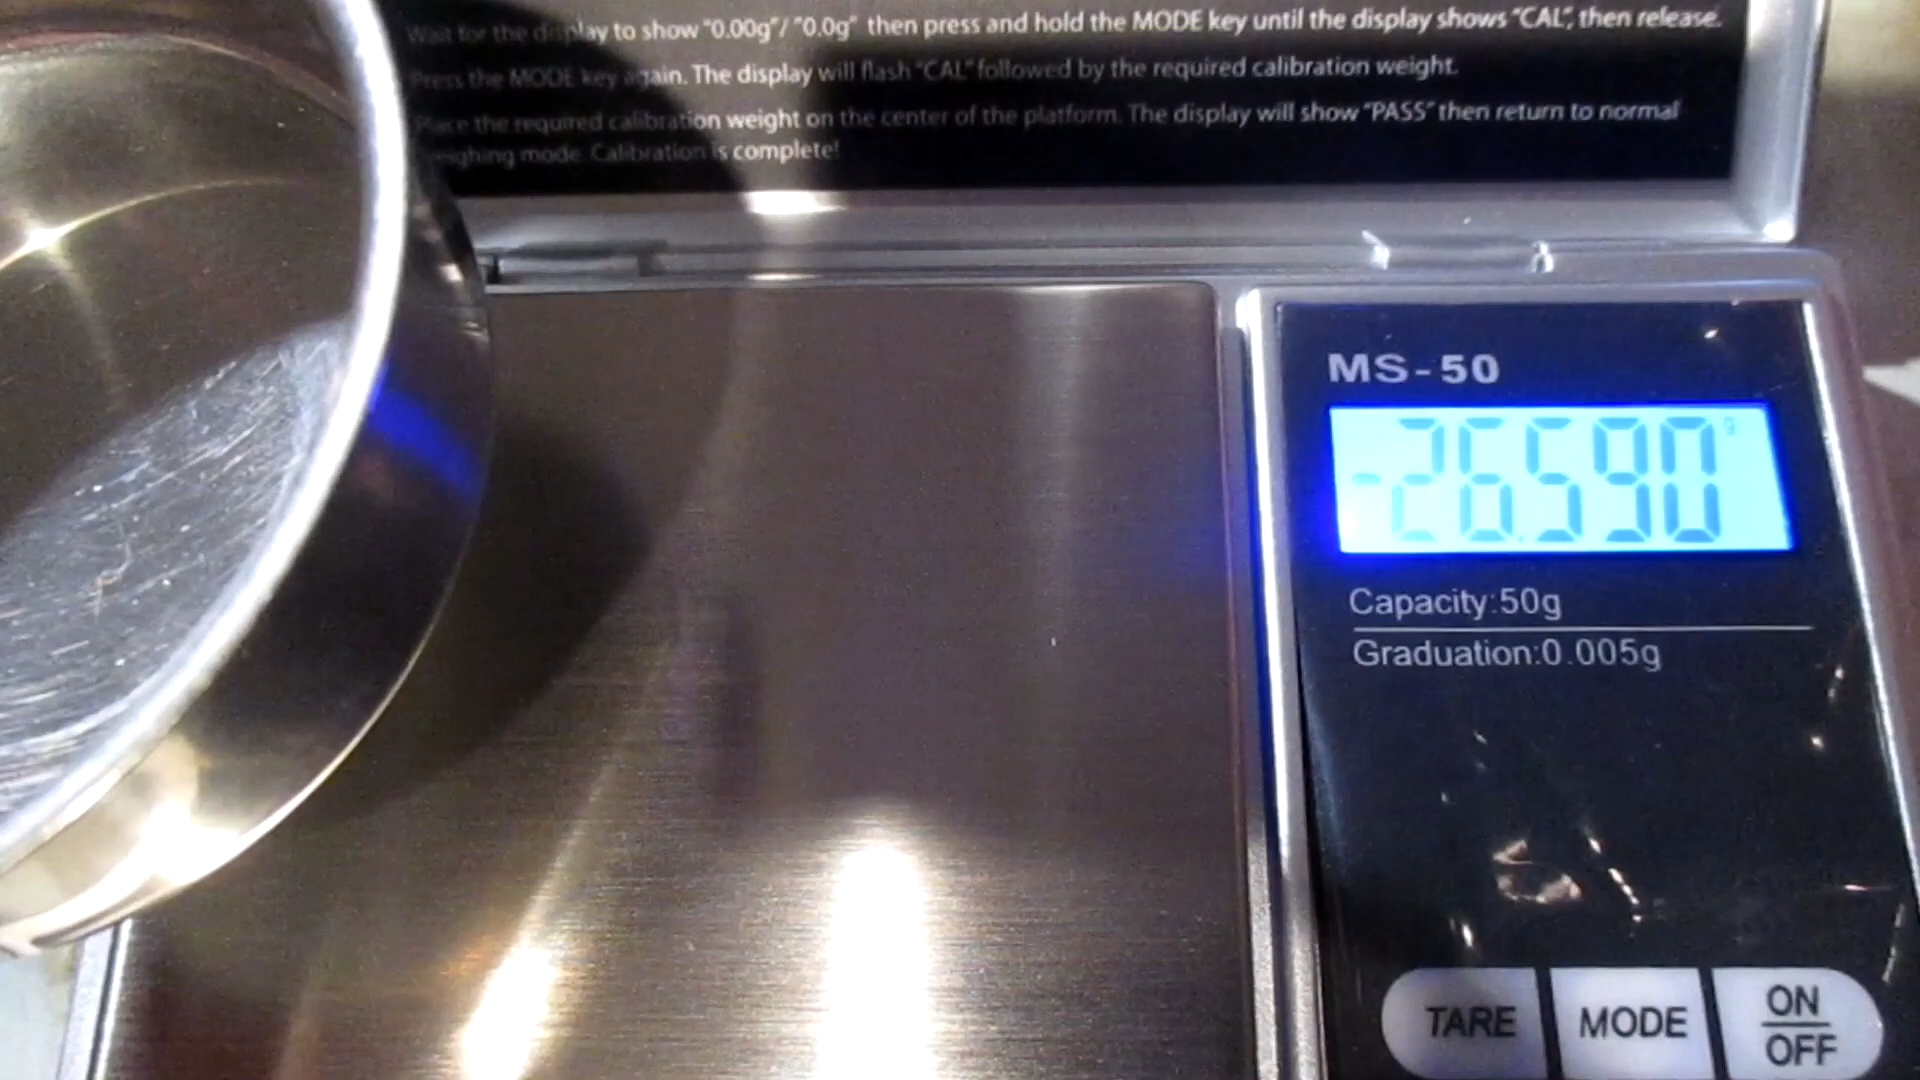 Wait for the display to show "0.00g"/ "0.0g" then press and hold the MODE key until the display shows "CAL", then release.
Press the MODE key again. The display will flash "CAL" followed by the required calibration weight.
Place the required calibration weight on the center of the platform. The display will show "PASS" then return to normal
weighing mode. Calibration is complete!
MS-50
-26.590 g
Capacity:50g
Graduation:0.005g
TARE
MODE
ON
OFF